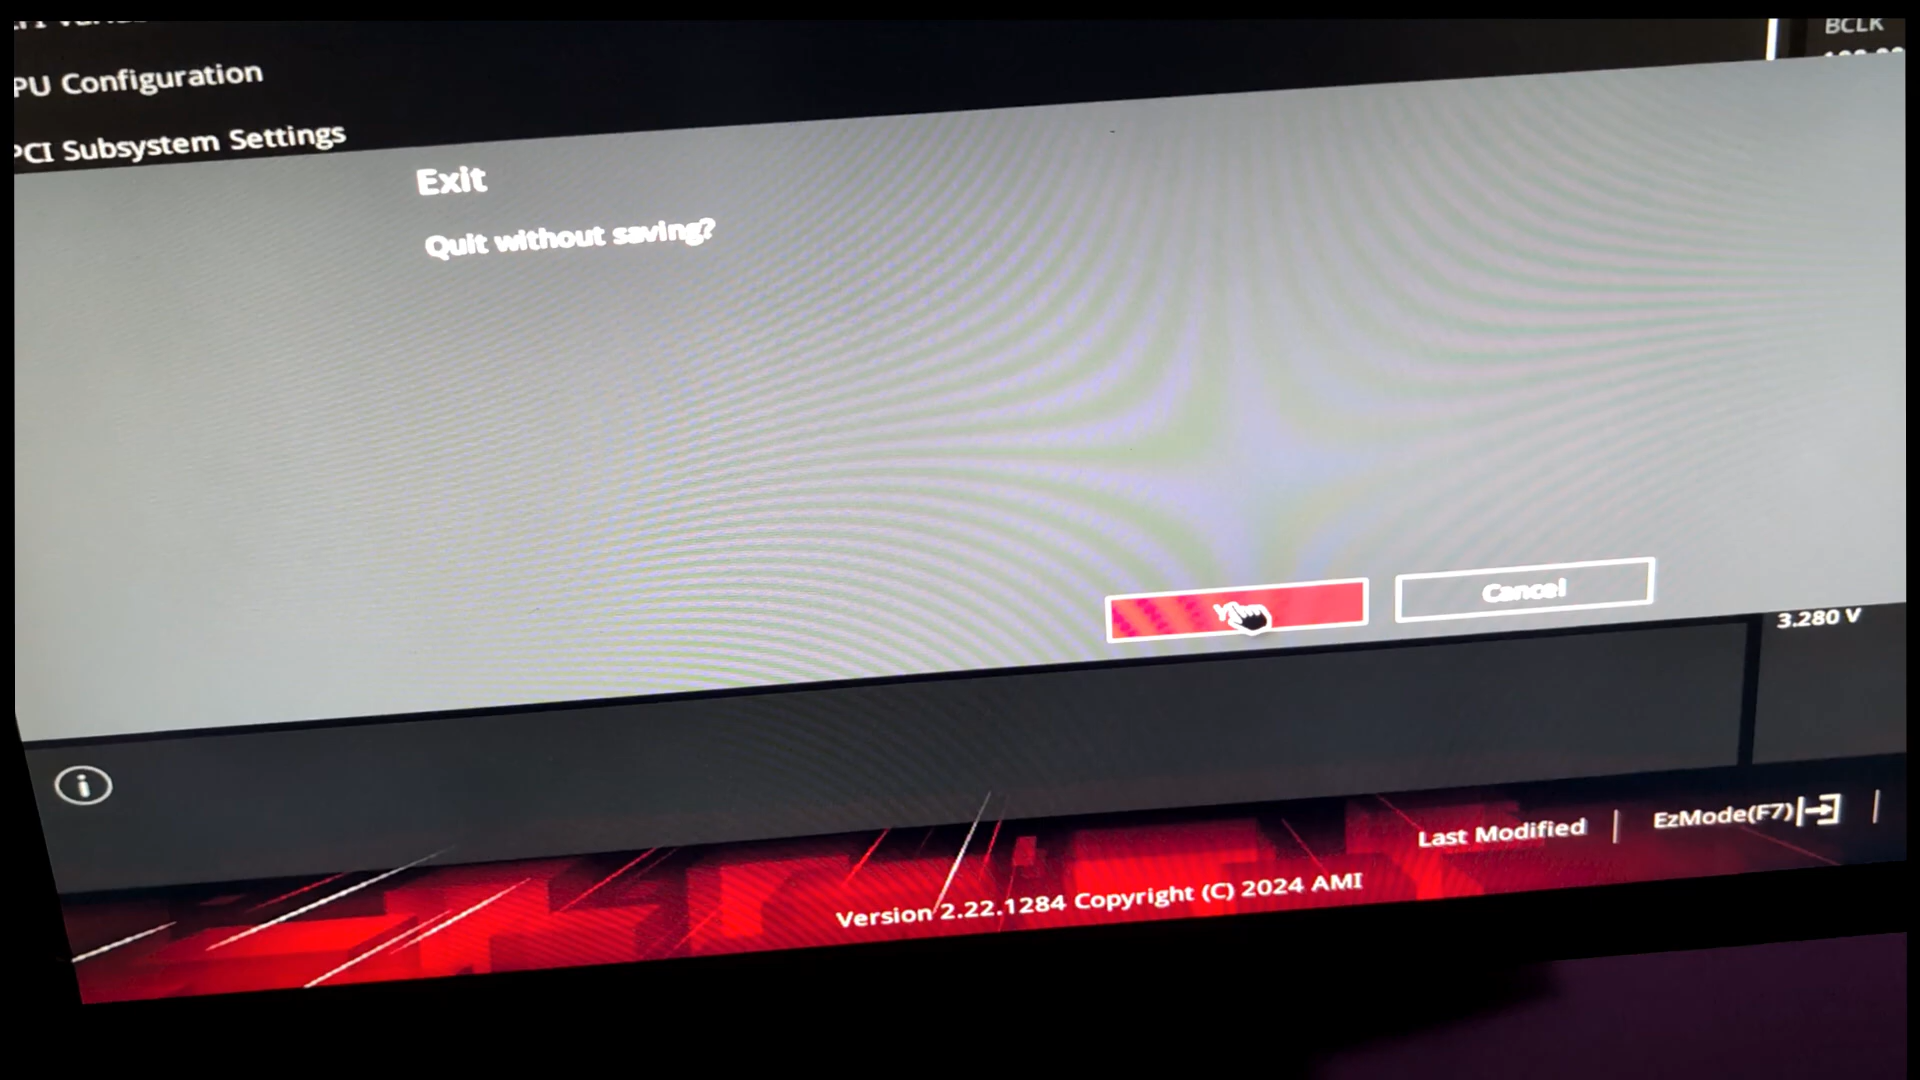 PU Configuration
PCI Subsystem Settings
BCLK
Exit
Quit without saving?
Cancel
3.280 V
Last Modified
EzMode(F7)
Version 2.22.1284 Copyright (C) 2024 AMI